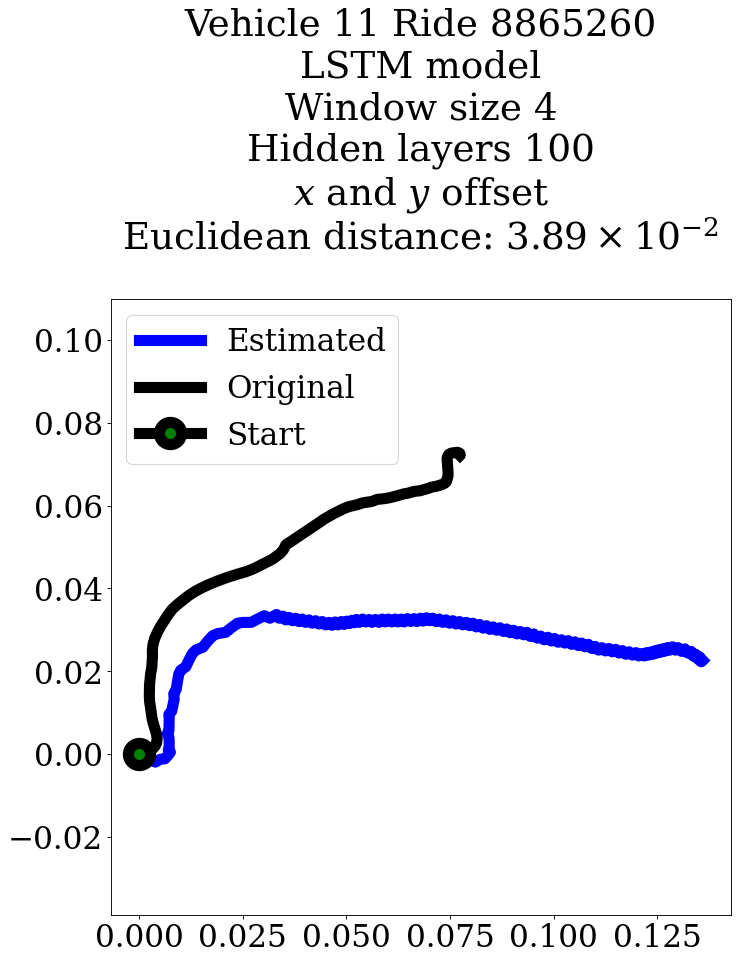 Vehicle 11 Ride 8865260
LSTM model
Window size 4
Hidden layers 100
x and y offset
Euclidean distance: 3.89 × 10⁻²
Estimated
Original
Start
0.10
0.08
0.06
0.04
0.02
0.00
−0.02
0.000 0.025 0.050 0.075 0.100 0.125